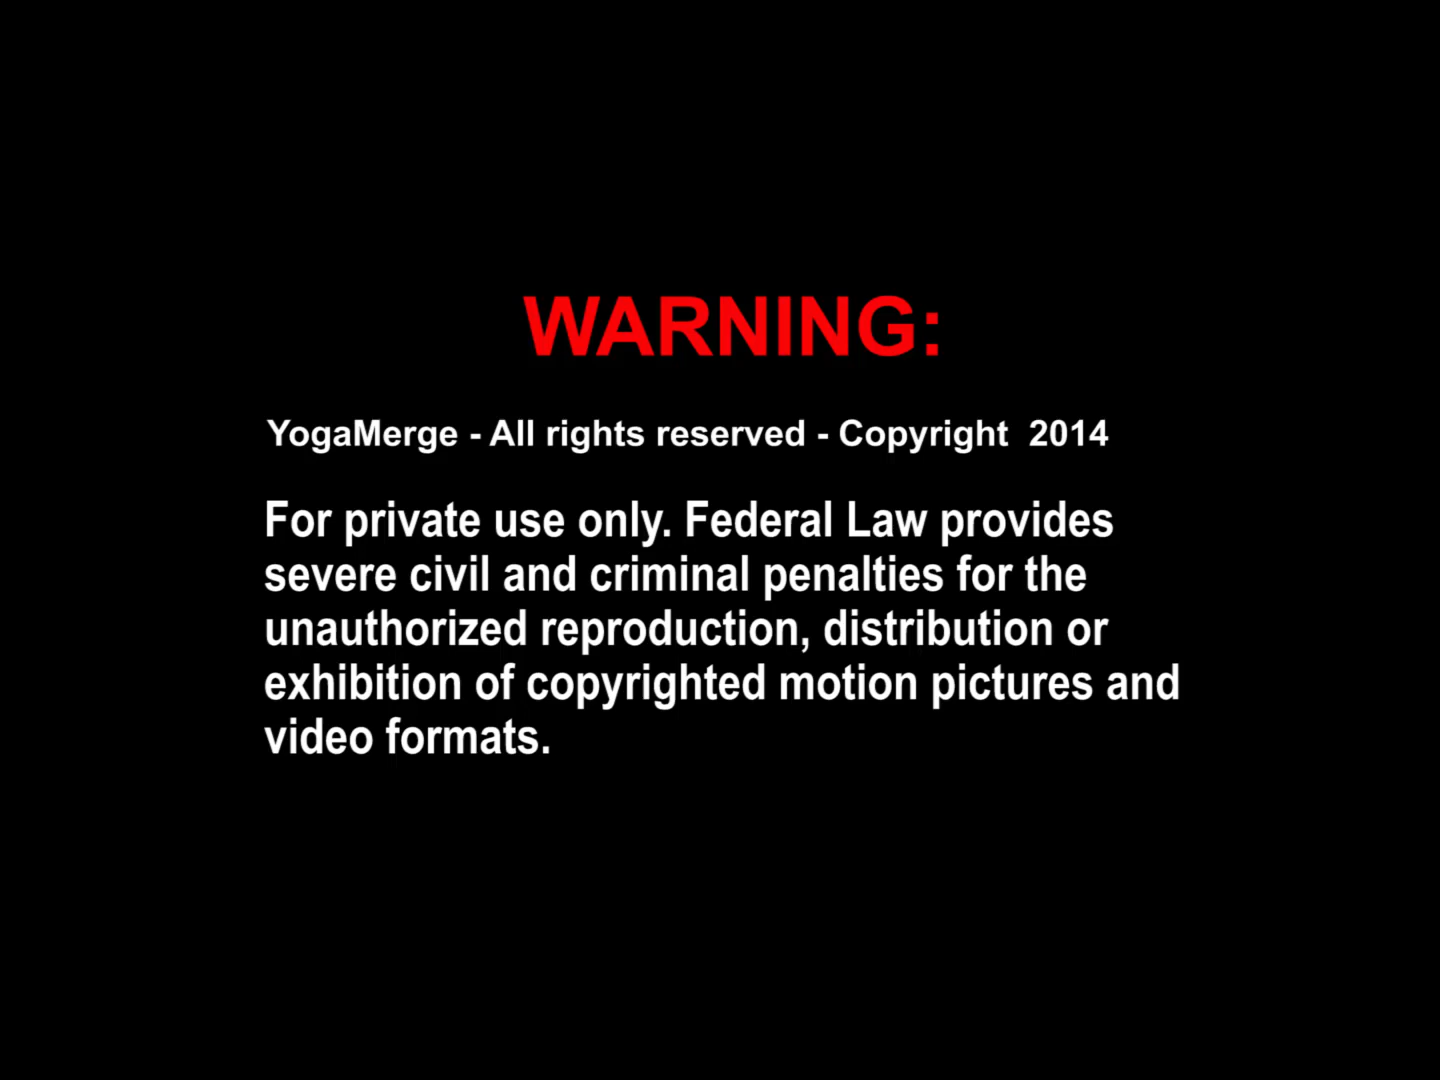 WARNING:
YogaMerge - All rights reserved - Copyright  2014
For private use only. Federal Law provides
severe civil and criminal penalties for the
unauthorized reproduction, distribution or
exhibition of copyrighted motion pictures and
video formats.